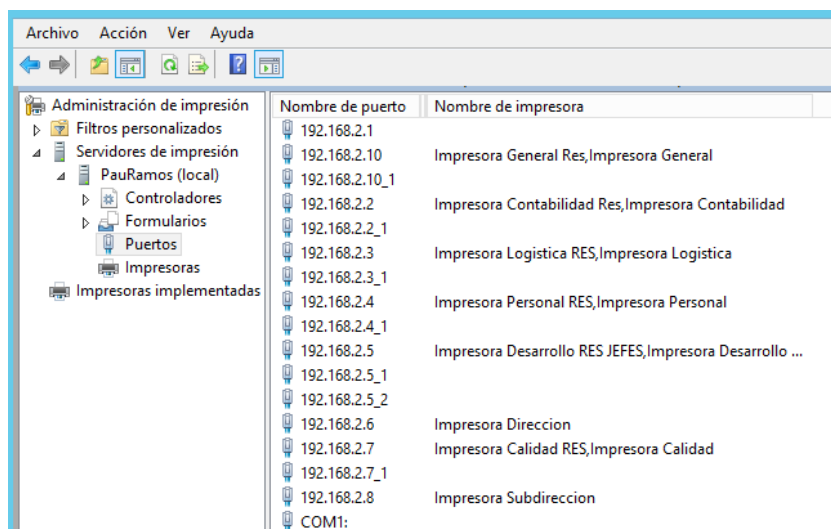 Archivo Acción Ver Ayuda
Administración de impresión
Filtros personalizados
Servidores de impresión
PauRamos (local)
Controladores
Formularios
Puertos
Impresoras
Impresoras implementadas
Nombre de puerto Nombre de impresora
192.168.2.1
192.168.2.10 Impresora General Res,Impresora General
192.168.2.10_1
192.168.2.2 Impresora Contabilidad Res,Impresora Contabilidad
192.168.2.2_1
192.168.2.3 Impresora Logistica RES,Impresora Logistica
192.168.2.3_1
192.168.2.4 Impresora Personal RES,Impresora Personal
192.168.2.4_1
192.168.2.5 Impresora Desarrollo RES JEFES,Impresora Desarrollo ...
192.168.2.5_1
192.168.2.5_2
192.168.2.6 Impresora Direccion
192.168.2.7 Impresora Calidad RES,Impresora Calidad
192.168.2.7_1
192.168.2.8 Impresora Subdireccion
COM1: